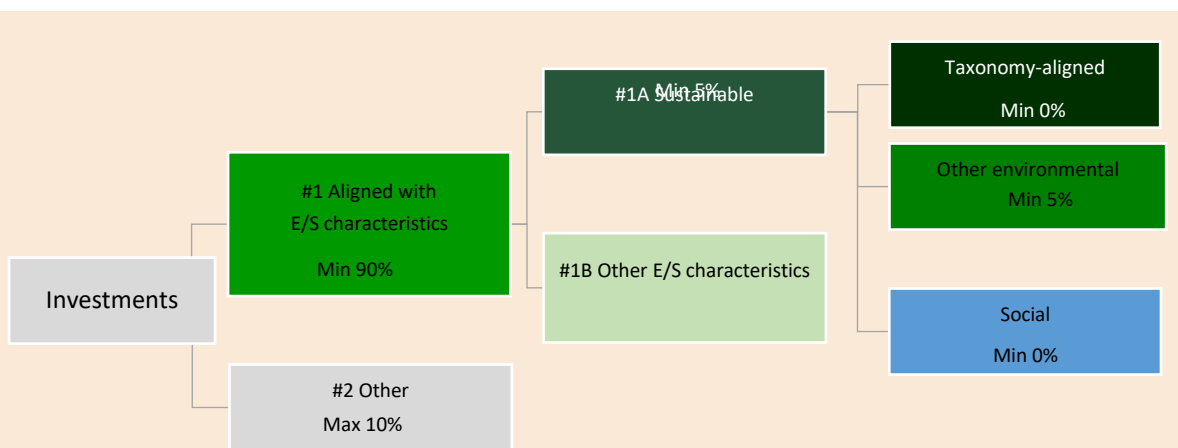 Investments
#1 Aligned with
E/S characteristics
Min 90%
#2 Other
Max 10%
#1A Sustainable
Min 5%
#1B Other E/S characteristics
Taxonomy-aligned
Min 0%
Other environmental
Min 5%
Social
Min 0%